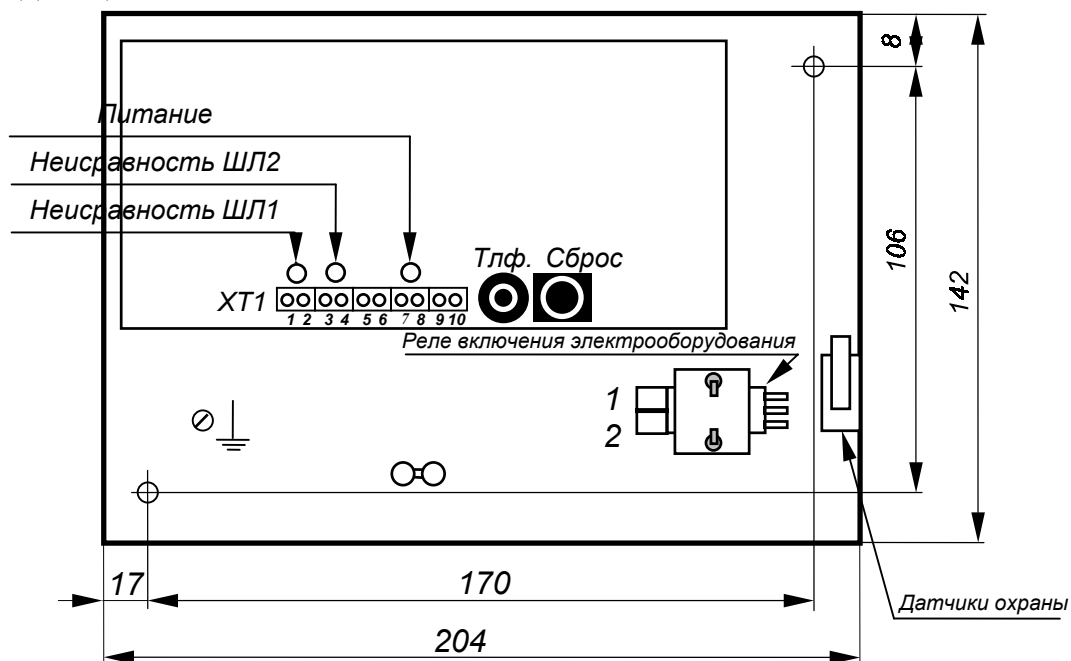 8
Питание
Неисравность ШЛ2
Неисравность ШЛ1
106
142
Тлф. Сброс
ХТ1
1 2 3 4 5 6 7 8 9 10
Реле включения электрооборудования
1
2
17
170
Датчики охраны
204